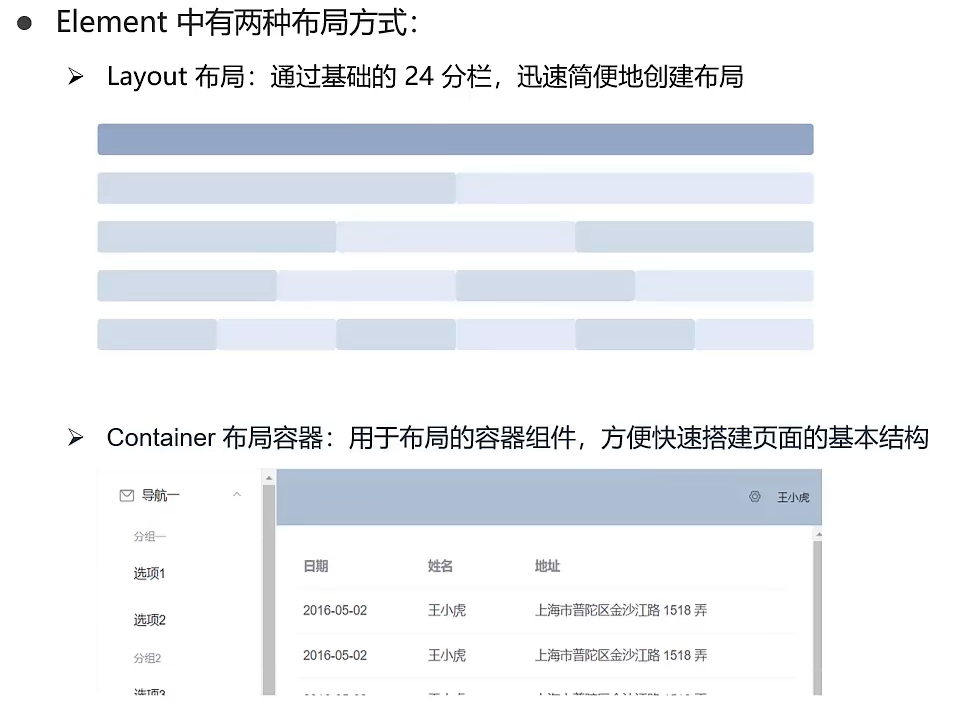 Element 中有两种布局方式：
Layout 布局：通过基础的 24 分栏，迅速简便地创建布局
Container 布局容器：用于布局的容器组件，方便快速搭建页面的基本结构
导航一
王小虎
分组一
选项1
选项2
分组2
选项3
日期 姓名 地址
2016-05-02 王小虎 上海市普陀区金沙江路 1518 弄
2016-05-02 王小虎 上海市普陀区金沙江路 1518 弄